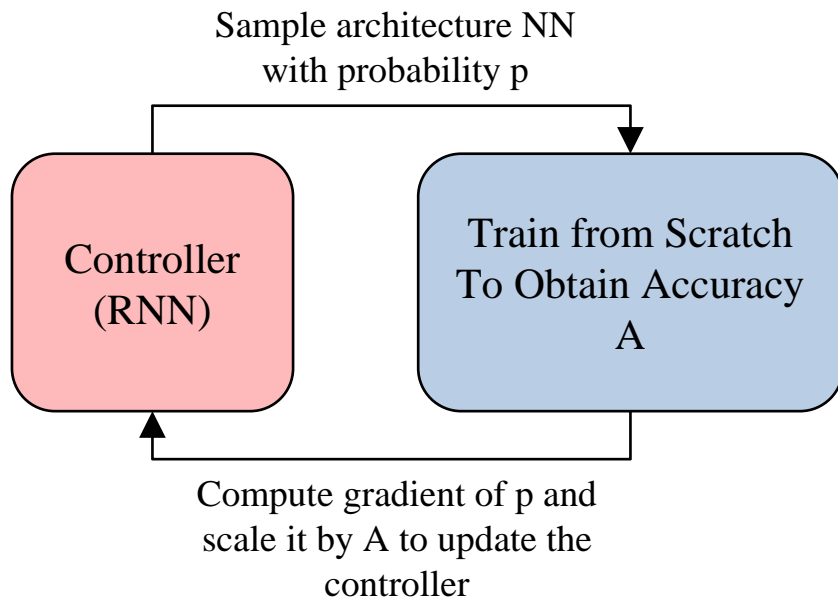 Sample architecture NN
with probability p
Controller
(RNN)
Train from Scratch
To Obtain Accuracy
A
Compute gradient of p and
scale it by A to update the
controller